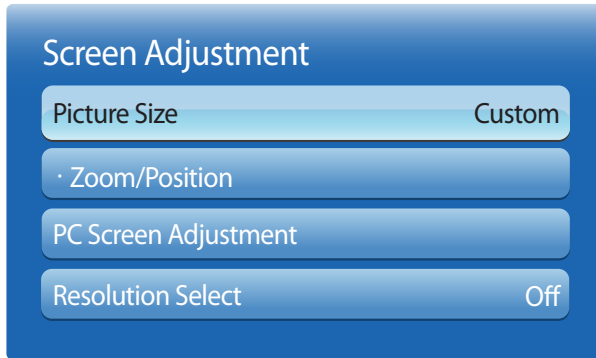 Screen Adjustment
Picture Size Custom
· Zoom/Position
PC Screen Adjustment
Resolution Select Off